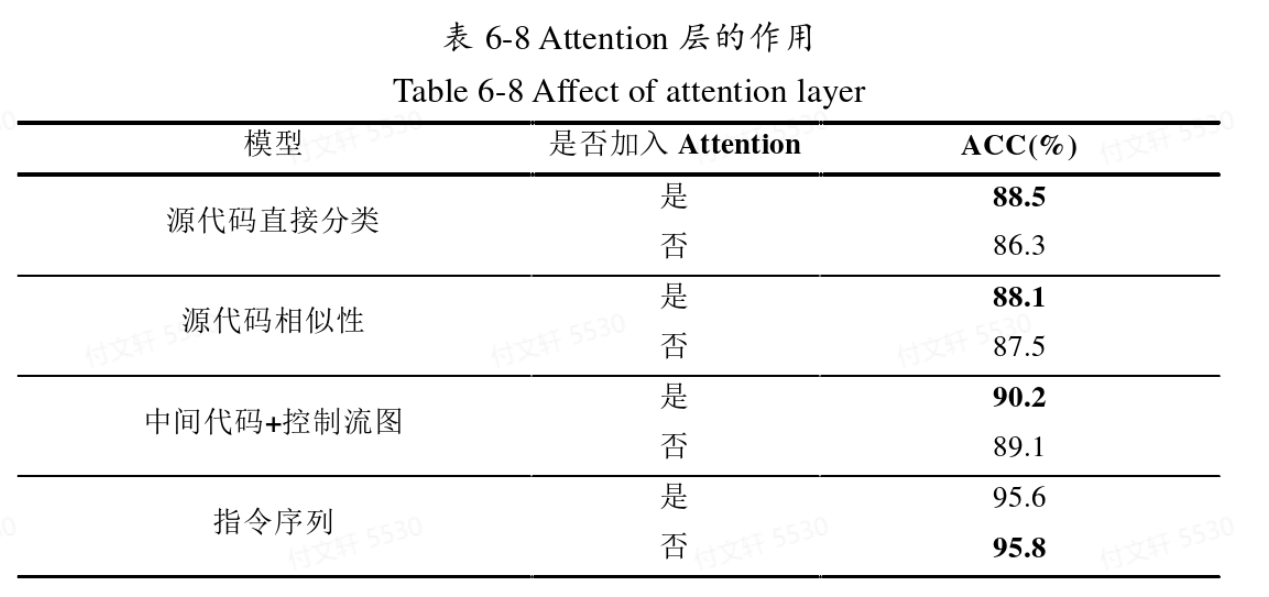 表 6-8 Attention 层的作用
Table 6-8 Affect of attention layer
模型 是否加入 Attention ACC(%)
源代码直接分类 是 88.5
否 86.3
源代码相似性 是 88.1
否 87.5
中间代码+控制流图 是 90.2
否 89.1
指令序列 是 95.6
否 95.8
付文轩 5530
付文轩 5530
付文轩 5530
付文轩 5530
付文轩 5530
付文轩 5530
付文轩 5530
付文轩 5530
付文轩 5530